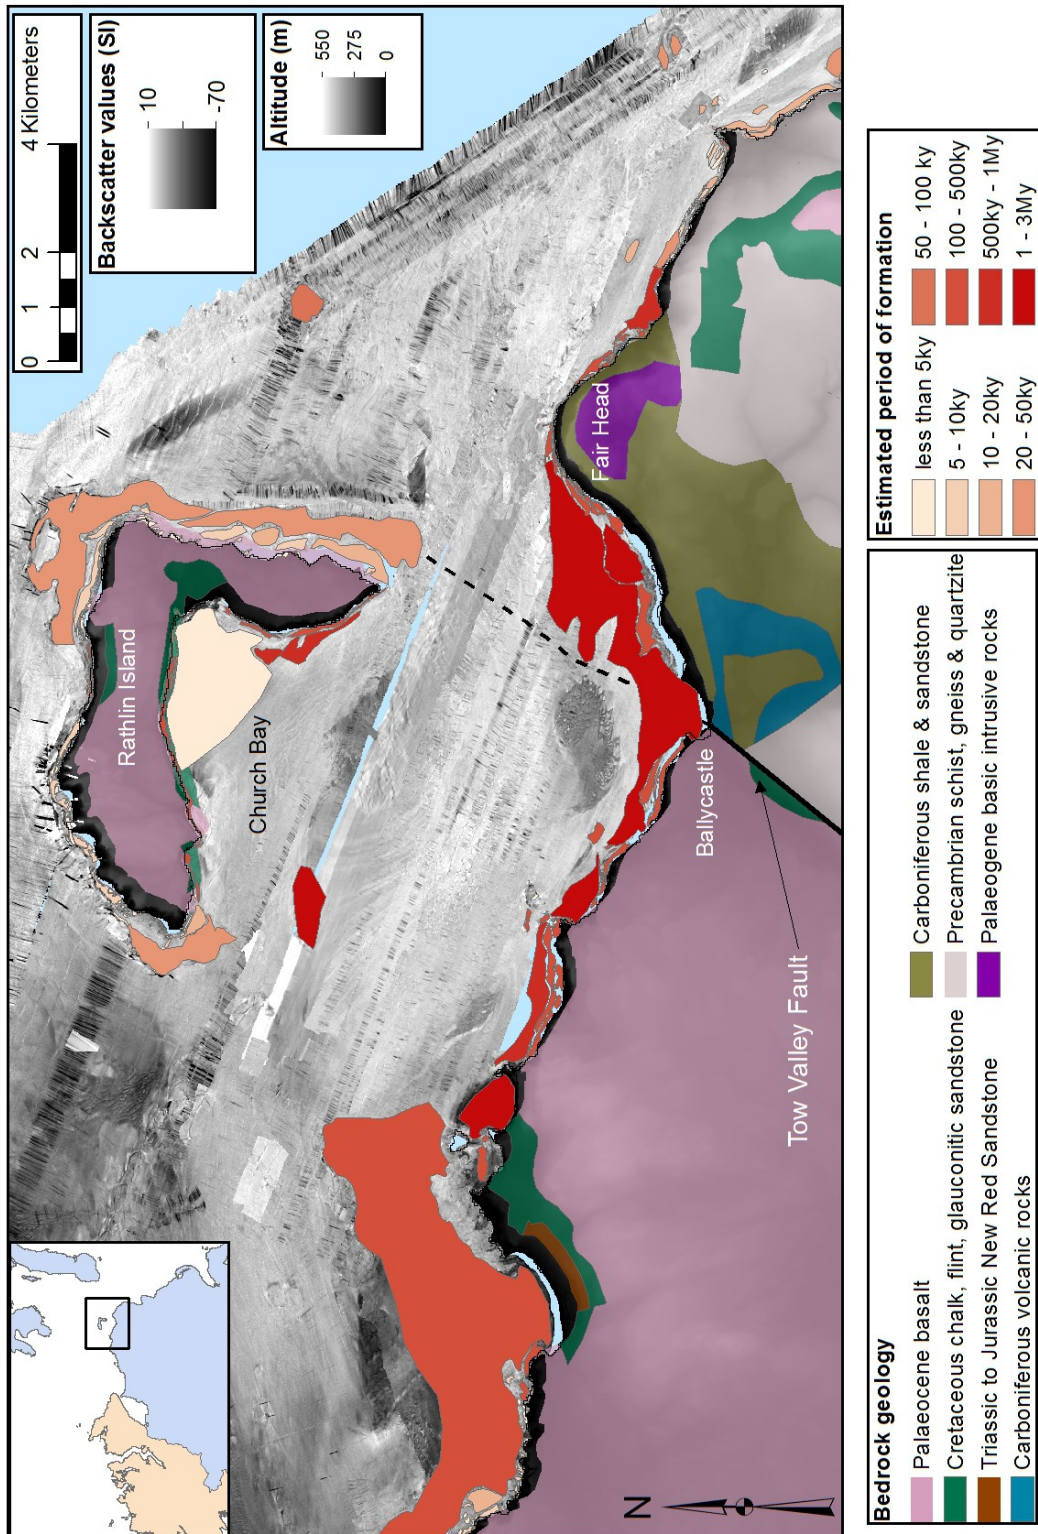 0 1 2 4 Kilometers
Backscatter values (SI)
10
-70
Altitude (m)
550
275
0
Rathlin Island
Church Bay
Fair Head
Ballycastle
Tow Valley Fault
N
Bedrock geology
Palaeocene basalt
Cretaceous chalk, flint, glauconitic sandstone
Triassic to Jurassic New Red Sandstone
Carboniferous volcanic rocks
Carboniferous shale & sandstone
Precambrian schist, gneiss & quartzite
Palaeogene basic intrusive rocks
Estimated period of formation
less than 5ky
5 - 10ky
10 - 20ky
20 - 50ky
50 - 100 ky
100 - 500ky
500ky - 1My
1 - 3My